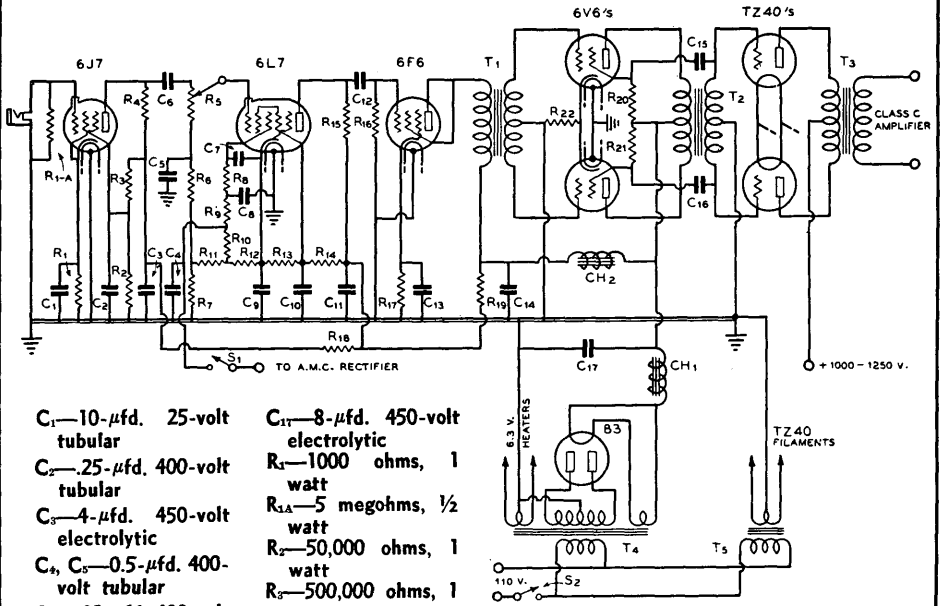 6J7 6L7 6F6 6V6's TZ40's
T1 C15 T3
C6 R4 R5 C12 R15 R16 R22 R20 T2 CLASS C
AMPLIFIER
R21
C7 R8 C8 C5 R6 R3 R1-A C16
R9 R10
R1 C3 C4 R11 R12 R13 R14 CH2
C1 C2 R2 R7 C9 C10 C11 R17 C13 R19 C14
R18
S1 TO A.M.C. RECTIFIER
C17 CH1 + 1000-1250 V.
6.3 V. HEATERS
83
TZ40
FILAMENTS
T4 T5
110 V. S2
C1—10-μfd. 25-volt
tubular
C2—.25-μfd. 400-volt
tubular
C3—4-μfd. 450-volt
electrolytic
C4, C5—0.5-μfd. 400-
volt tubular
C17—8-μfd. 450-volt
electrolytic
R1—1000 ohms, 1
watt
R1A—5 megohms, ½
watt
R2—50,000 ohms, 1
watt
R3—500,000 ohms, 1